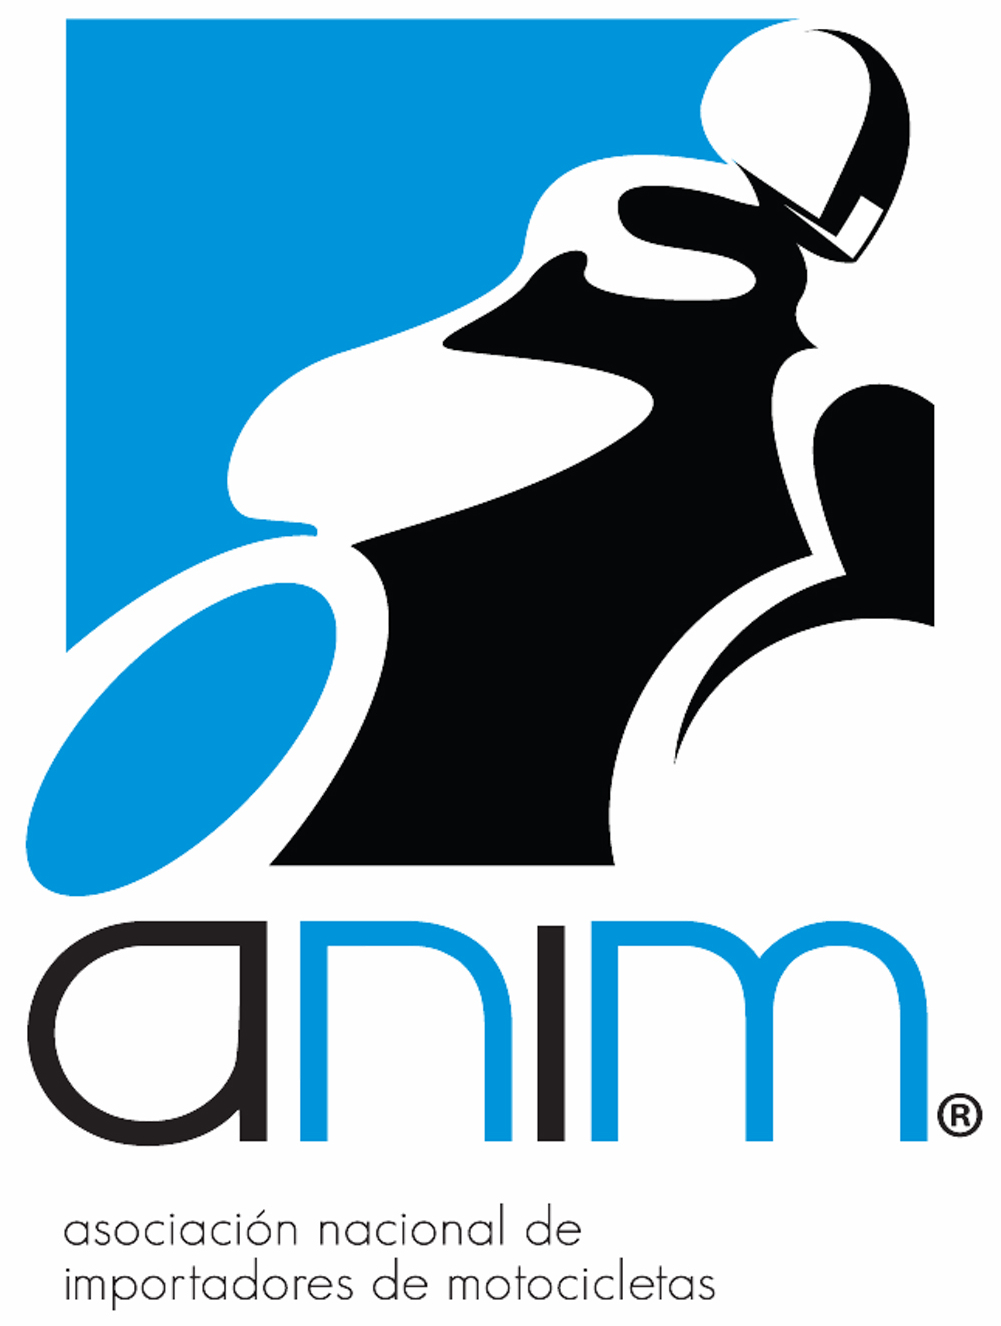 anim®
asociación nacional de
importadores de motocicletas